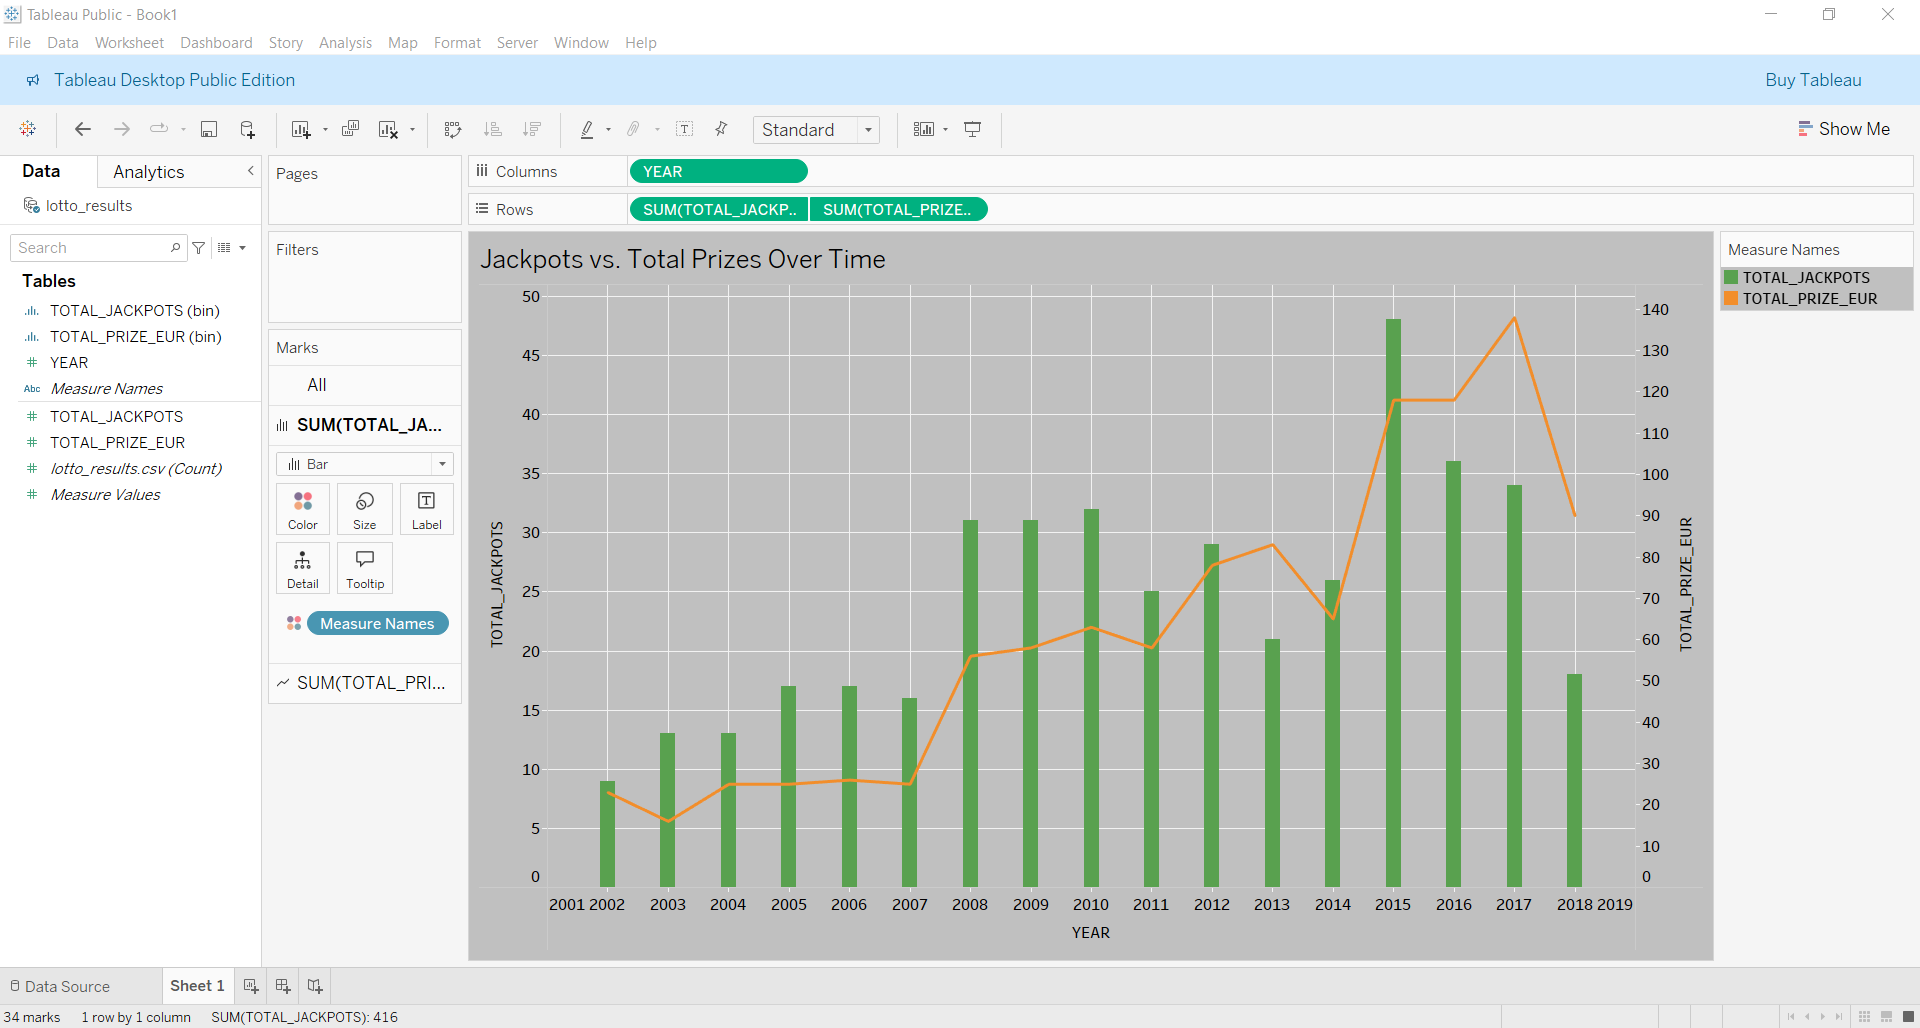 Tableau Public - Book1
File Data Worksheet Dashboard Story Analysis Map Format Server Window Help
Tableau Desktop Public Edition
Buy Tableau
Standard
Show Me
Data
Analytics
lotto_results
Search
Tables
TOTAL_JACKPOTS (bin)
TOTAL_PRIZE_EUR (bin)
YEAR
Abc Measure Names
TOTAL_JACKPOTS
TOTAL_PRIZE_EUR
lotto_results.csv (Count)
Measure Values
Pages
Filters
Marks
All
SUM(TOTAL_JA...
Bar
Color Size Label
Detail Tooltip
Measure Names
SUM(TOTAL_PRI...
Columns
YEAR
Rows
SUM(TOTAL_JACKP.. SUM(TOTAL_PRIZE..
Jackpots vs. Total Prizes Over Time
TOTAL_JACKPOTS
50
45
40
35
30
25
20
15
10
5
0
140
130
120
110
100
90
80
70
60
50
40
30
20
10
0
TOTAL_PRIZE_EUR
2001 2002 2003 2004 2005 2006 2007 2008 2009 2010 2011 2012 2013 2014 2015 2016 2017 2018 2019
YEAR
Measure Names
TOTAL_JACKPOTS
TOTAL_PRIZE_EUR
Data Source
Sheet 1
34 marks 1 row by 1 column SUM(TOTAL_JACKPOTS): 416